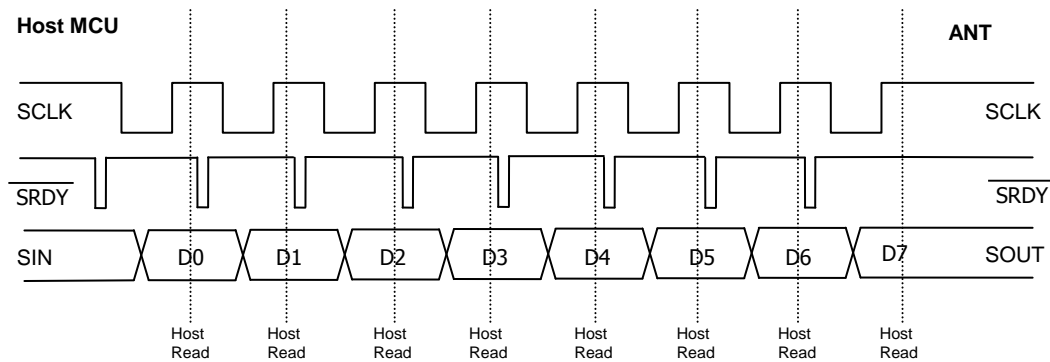 Host MCU
ANT
SCLK
SCLK
SRDY
SRDY
SIN
D0
D1
D2
D3
D4
D5
D6
D7
SOUT
Host
Read
Host
Read
Host
Read
Host
Read
Host
Read
Host
Read
Host
Read
Host
Read